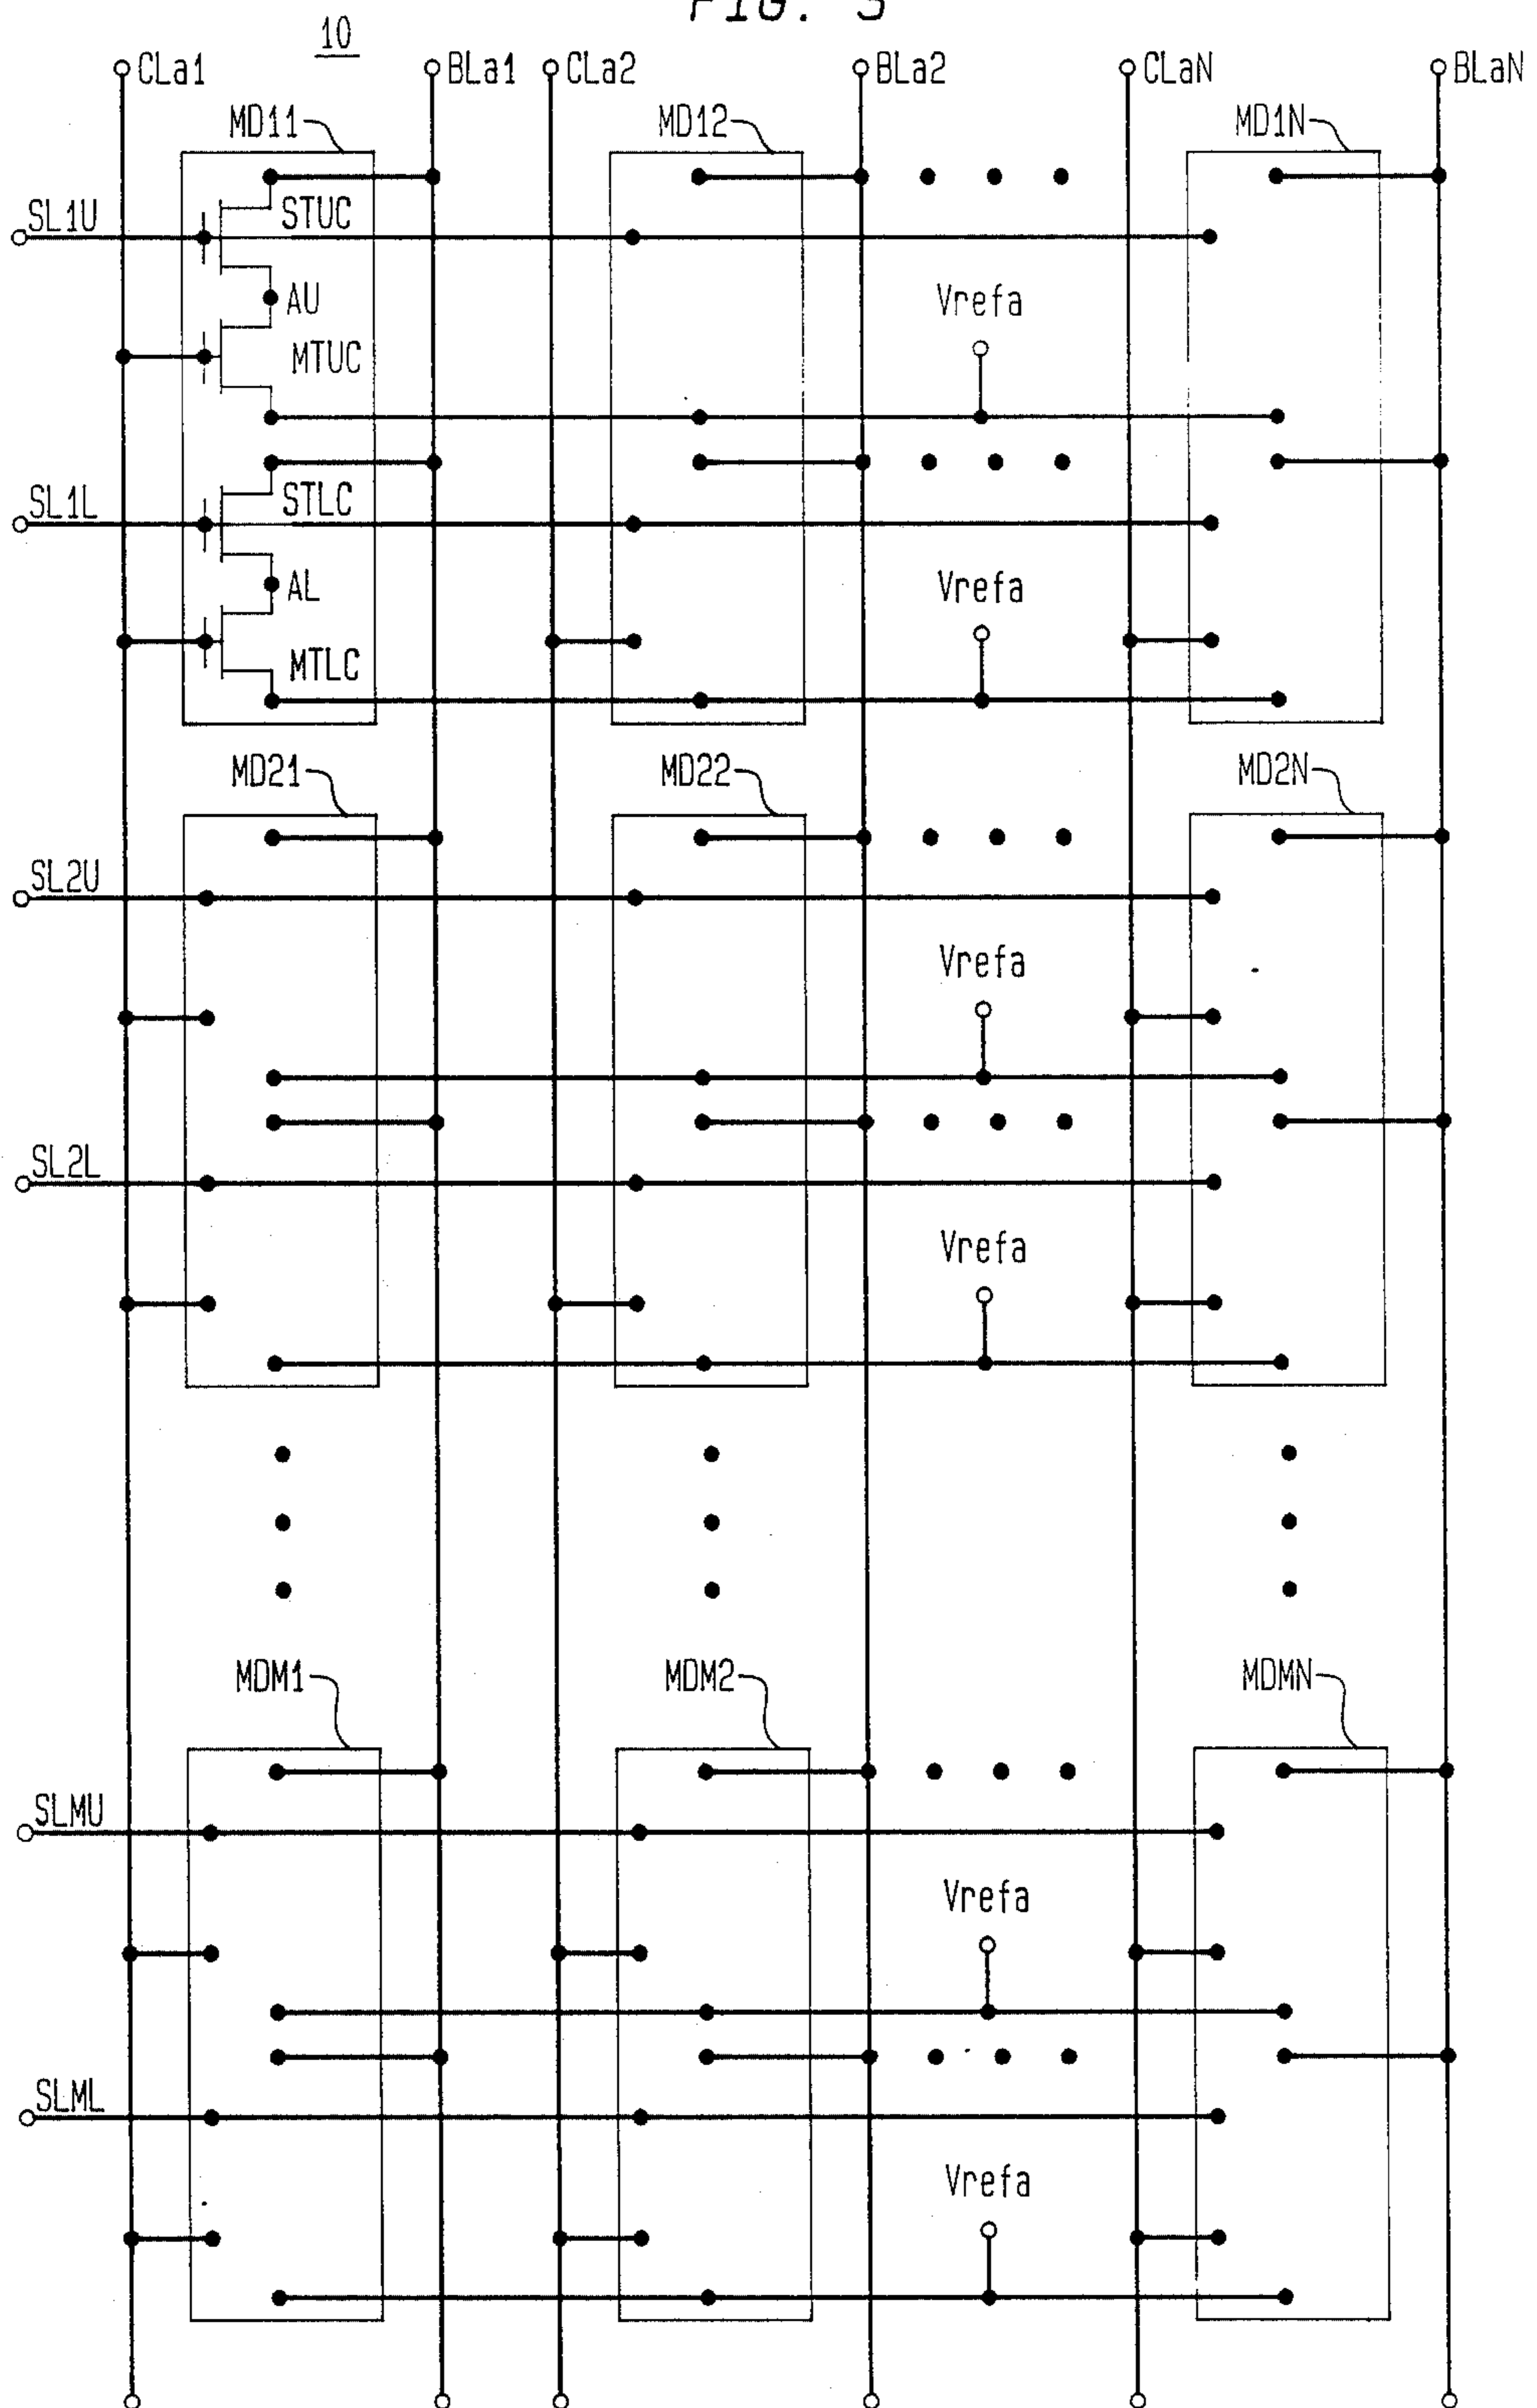 FIG. 3
10
CLa1 BLa1 CLa2 BLa2 CLaN BLaN
MD11 MD12 MD1N
SL1U STUC
AU Vrefa
MTUC
SL1L STLC
AL Vrefa
MTLC
MD21 MD22 MD2N
SL2U
Vrefa
SL2L
Vrefa
MDM1 MDM2 MDMN
SLMU
Vrefa
SLML
Vrefa